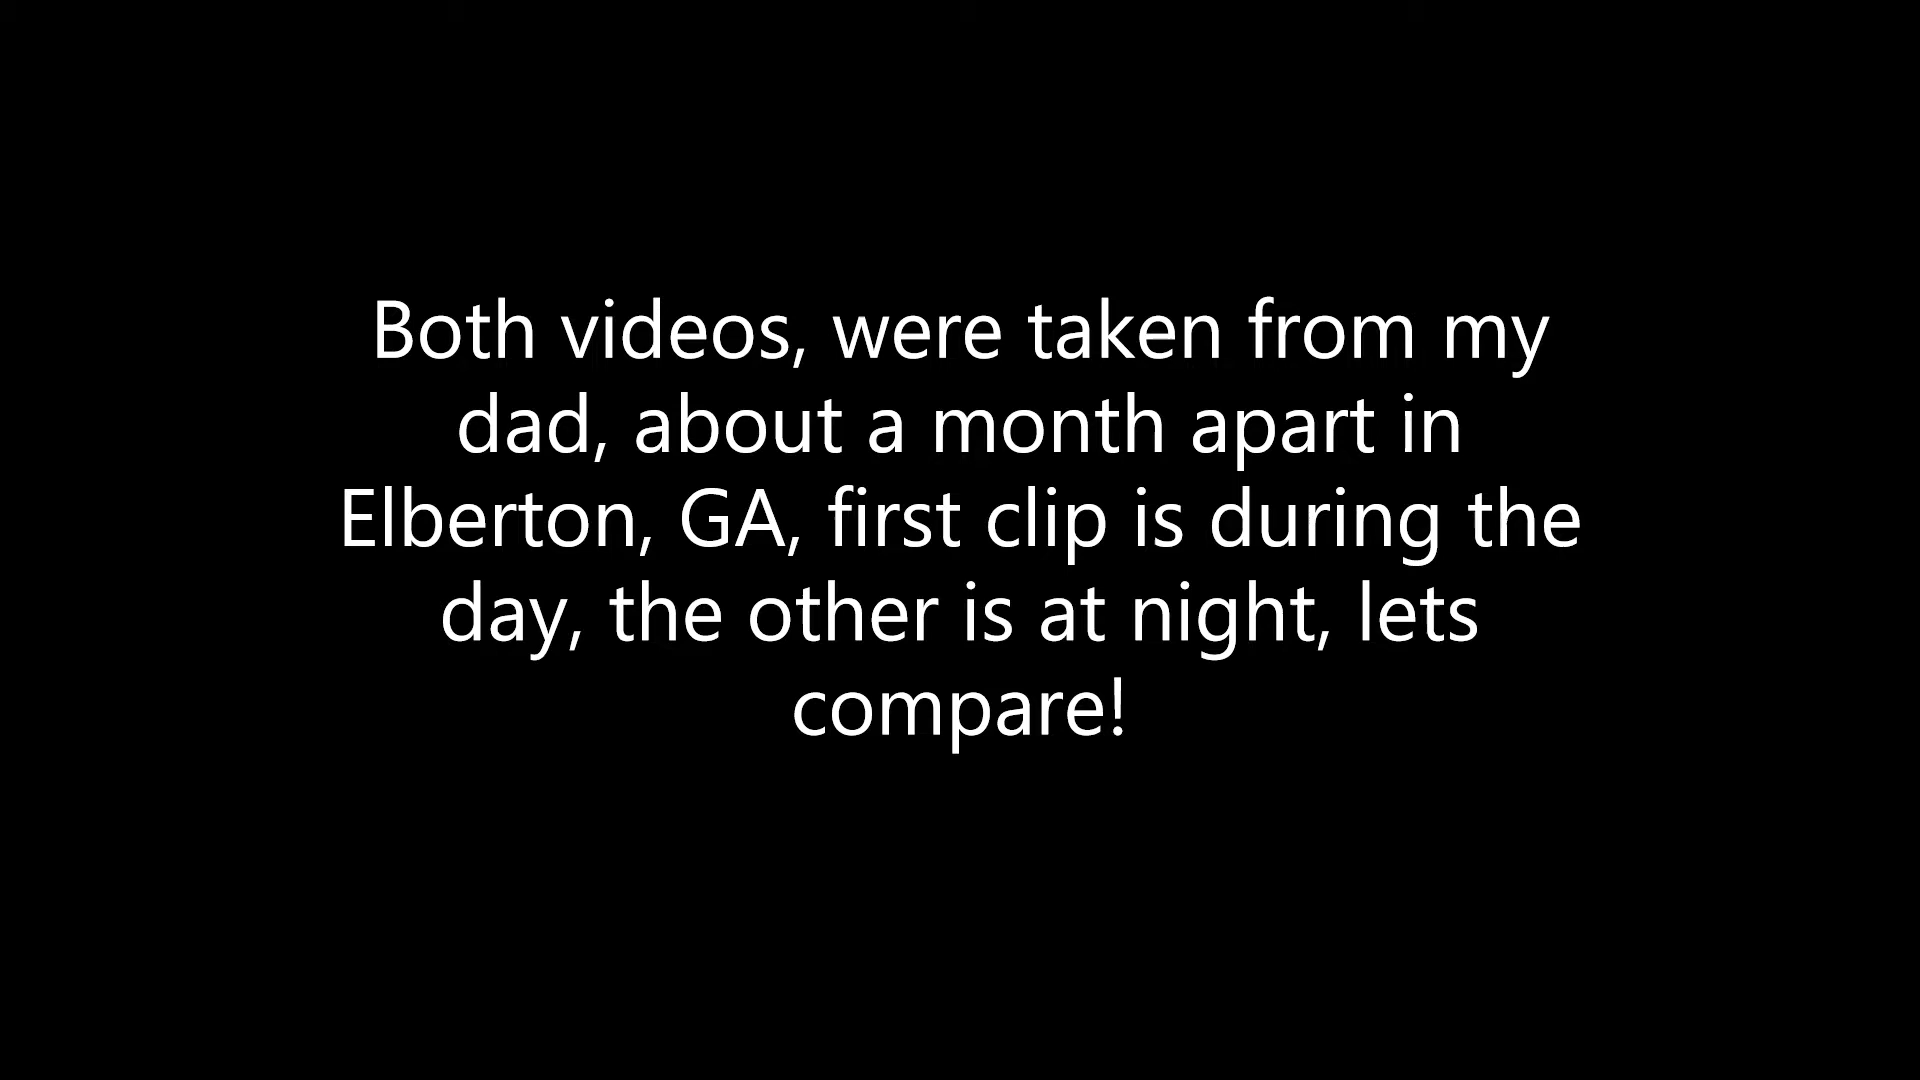 Both videos, were taken from my
dad, about a month apart in
Elberton, GA, first clip is during the
day, the other is at night, lets
compare!